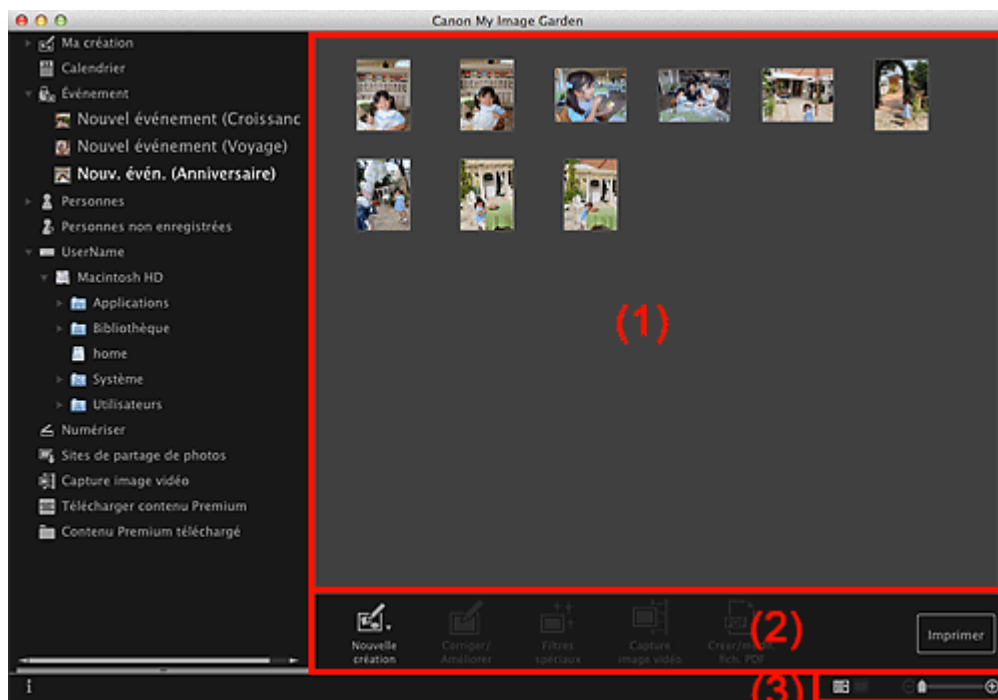 Canon My Image Garden
Ma création
Calendrier
Événement
Nouvel événement (Croissanc
Nouvel événement (Voyage)
Nouv. évén. (Anniversaire)
Personnes
Personnes non enregistrées
UserName
Macintosh HD
Applications
Bibliothèque
home
Système
Utilisateurs
Numériser
Sites de partage de photos
Capture image vidéo
Télécharger contenu Premium
Contenu Premium téléchargé
(1)
Nouvelle
création
Corriger/
Améliorer
Filtres
spéciaux
Capture
image vidéo
fich. PDF
(2)
Imprimer
(3)